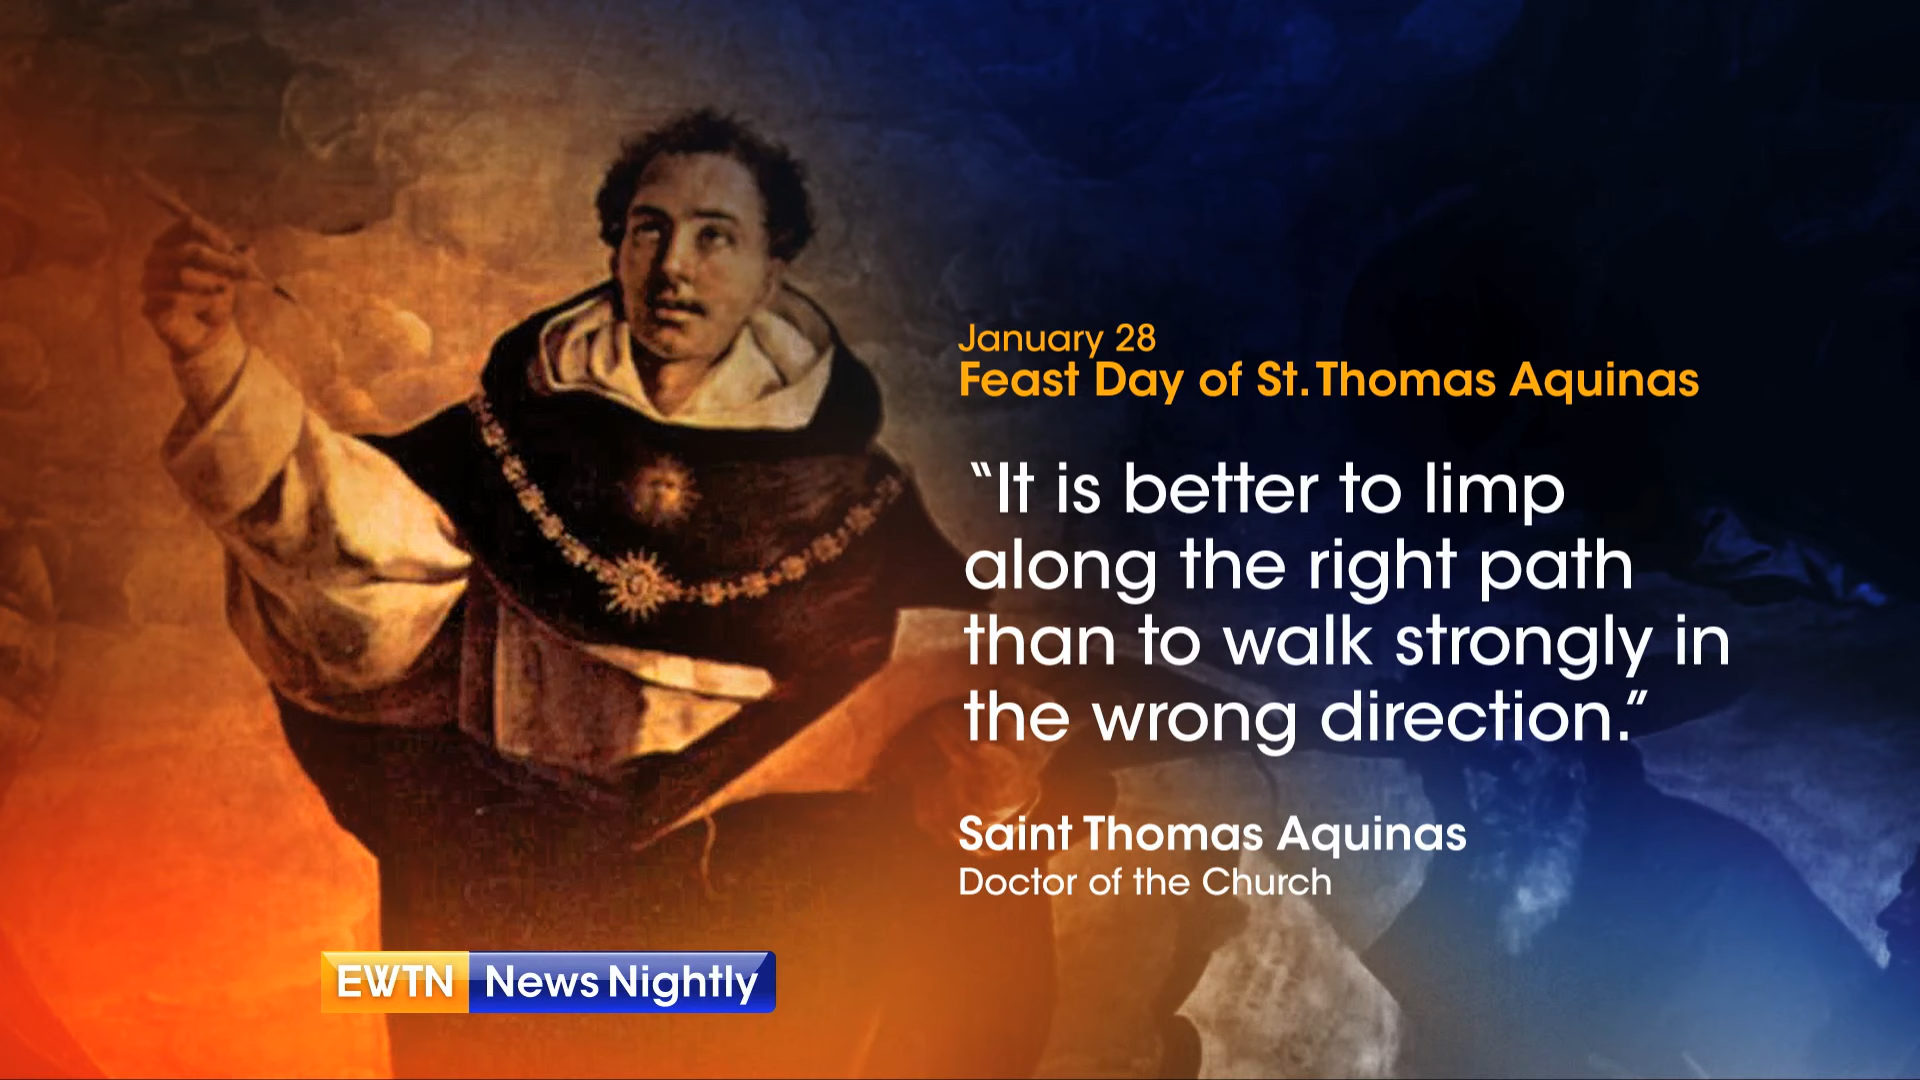 January 28
Feast Day of St. Thomas Aquinas
“It is better to limp
along the right path
than to walk strongly in
the wrong direction.”
Saint Thomas Aquinas
Doctor of the Church
EWTN News Nightly